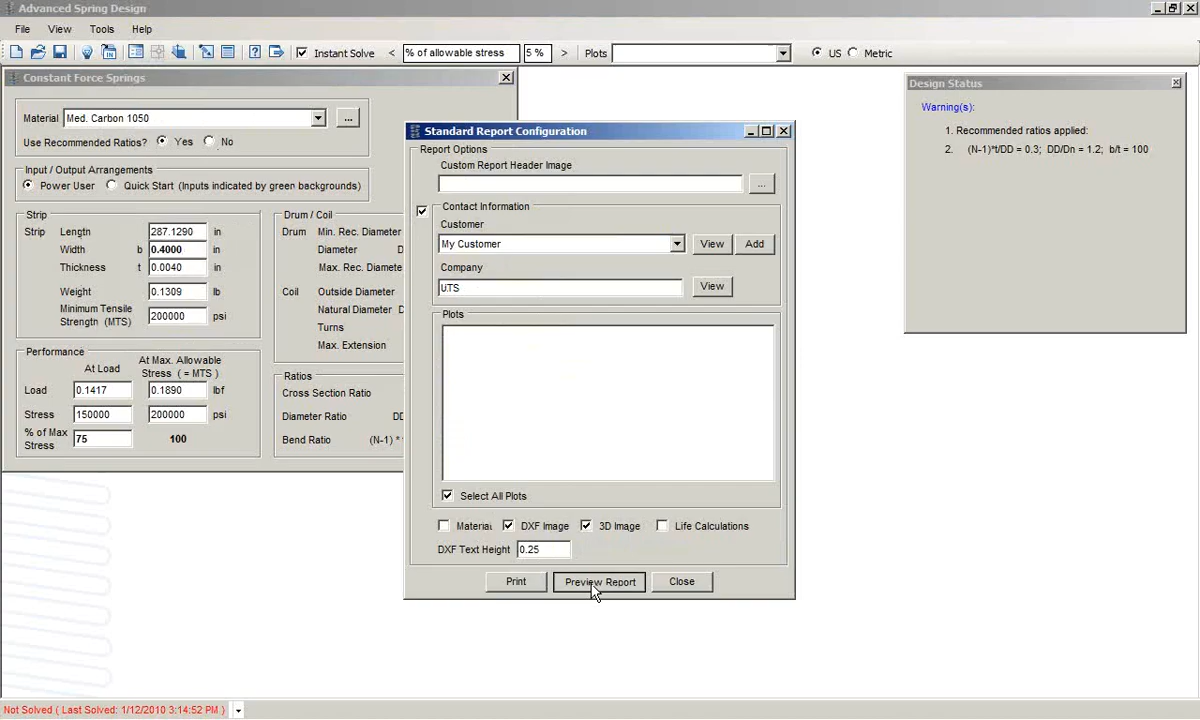 Advanced Spring Design
File View Tools Help
Instant Solve < % of allowable stress 5 % > Plots US Metric
Constant Force Springs
Material Med. Carbon 1050 ...
Use Recommended Ratios? Yes No
Input / Output Arrangements
Power User Quick Start (Inputs indicated by green backgrounds)
Strip
Strip Length 287.1290 in
Width b 0.4000 in
Thickness t 0.0040 in
Weight 0.1309 lb
Minimum Tensile
Strength (MTS) 200000 psi
Drum / Coil
Drum Min. Rec. Diameter
Diameter D
Max. Rec. Diamete
Coil Outside Diameter
Natural Diameter D
Turns
Max. Extension
Performance
At Load At Max. Allowable
Stress ( = MTS )
Load 0.1417 0.1890 lbf
Stress 150000 200000 psi
% of Max
Stress 75 100
Ratios
Cross Section Ratio
Diameter Ratio DD
Bend Ratio (N-1) *
Standard Report Configuration
Report Options
Custom Report Header Image
...
Contact Information
Customer
My Customer View Add
Company
UTS View
Plots
Select All Plots
Material DXF Image 3D Image Life Calculations
DXF Text Height 0.25
Print Preview Report Close
Design Status
Warning(s):
1. Recommended ratios applied:
2. (N-1)*t/DD = 0.3; DD/Dn = 1.2; b/t = 100
Not Solved ( Last Solved: 1/12/2010 3:14:52 PM )